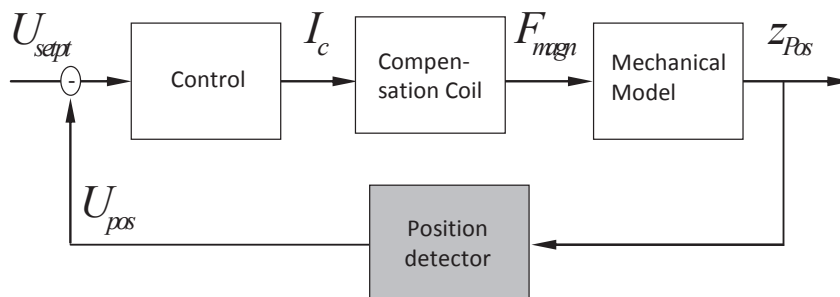 U_setpt
-
Control
I_c
Compen-
sation Coil
F_magn
Mechanical
Model
z_Pos
U_pos
Position
detector